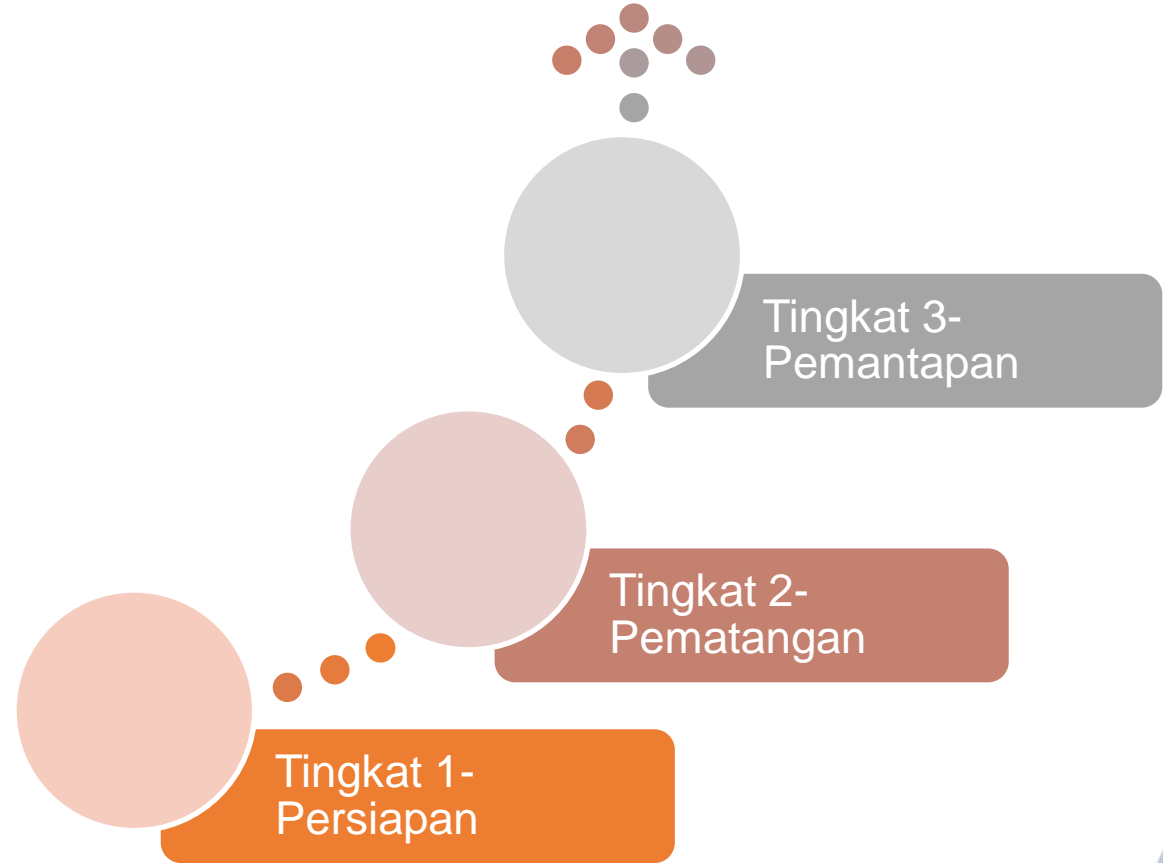 Tingkat 3-
Pemantapan
Tingkat 2-
Pematangan
Tingkat 1-
Persiapan